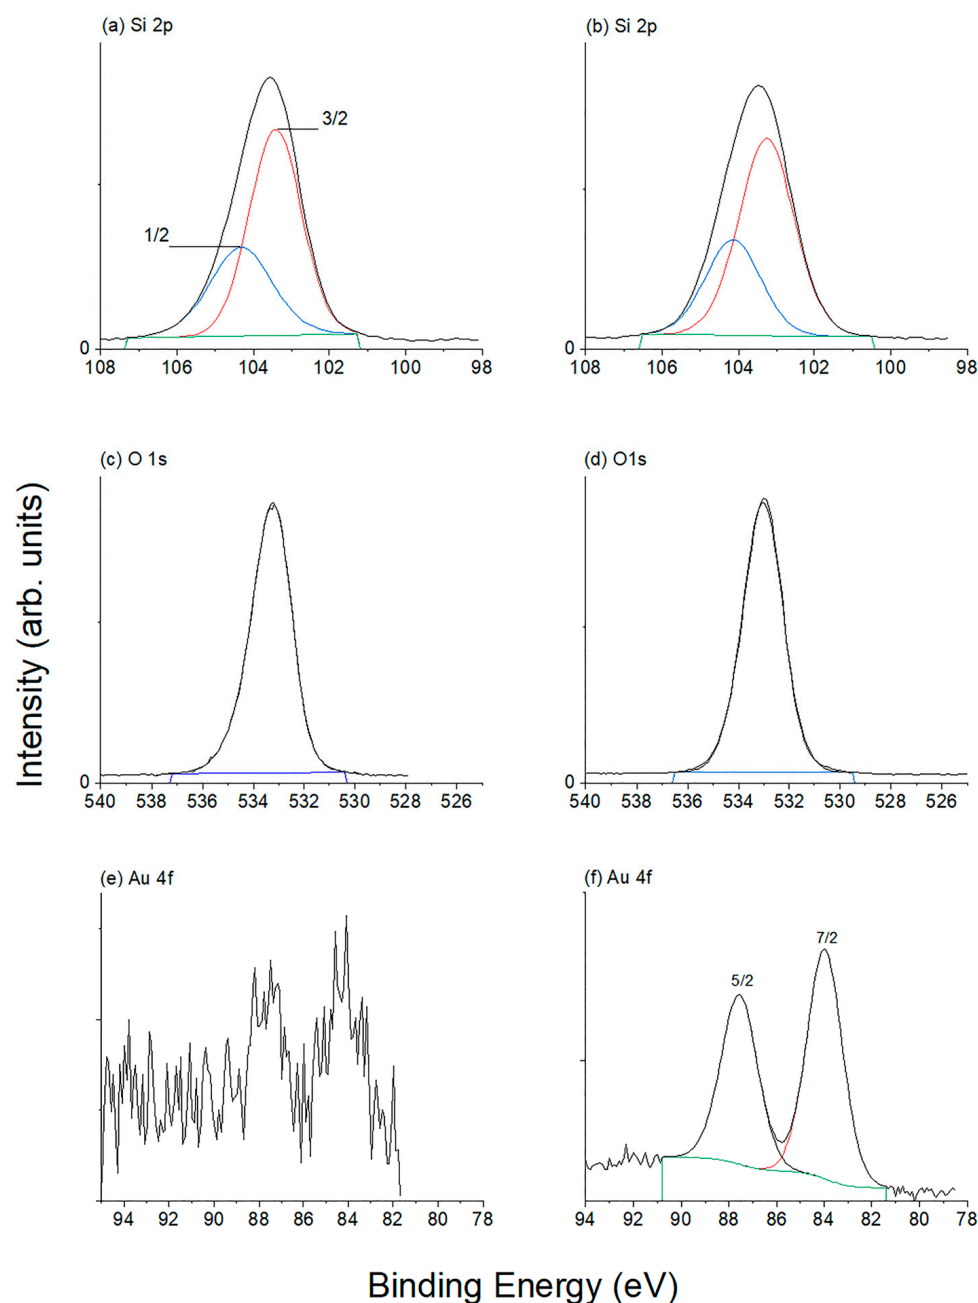 (a) Si 2p
(b) Si 2p
3/2
1/2
0
108 106 104 102 100 98
0
108 106 104 102 100 98
(c) O 1s
(d) O1s
0
540 538 536 533 530 528 526
0
540 538 536 534 532 530 528 526
(e) Au 4f
(f) Au 4f
5/2
7/2
94 92 90 88 86 84 82 80 78
94 92 90 88 86 84 82 80 78
Intensity (arb. units)
Binding Energy (eV)